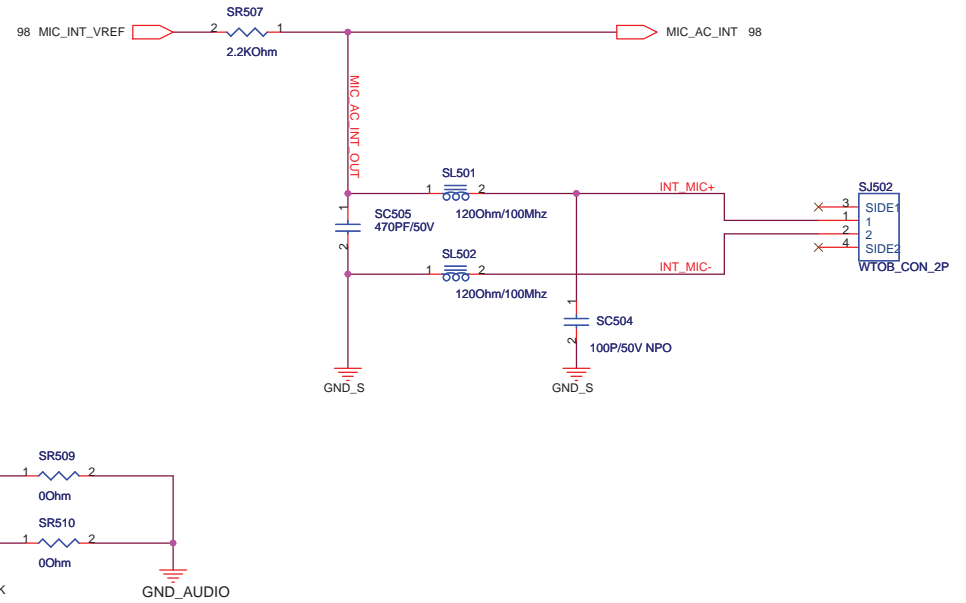 SR507
98 MIC_INT_VREF 2 1 MIC_AC_INT 98
2.2KOhm
MIC_AC_INT_OUT
SL501
1 2 INT_MIC+
120Ohm/100Mhz
SJ502
3 SIDE1
1 1
2 2
4 SIDE2
WTOB_CON_2P
1
SC505
470PF/50V
2
SL502
1 2 INT_MIC-
120Ohm/100Mhz
1
SC504
2
100P/50V NPO
GND_S GND_S
SR509
1 2
0Ohm
SR510
1 2
0Ohm
K
GND_AUDIO